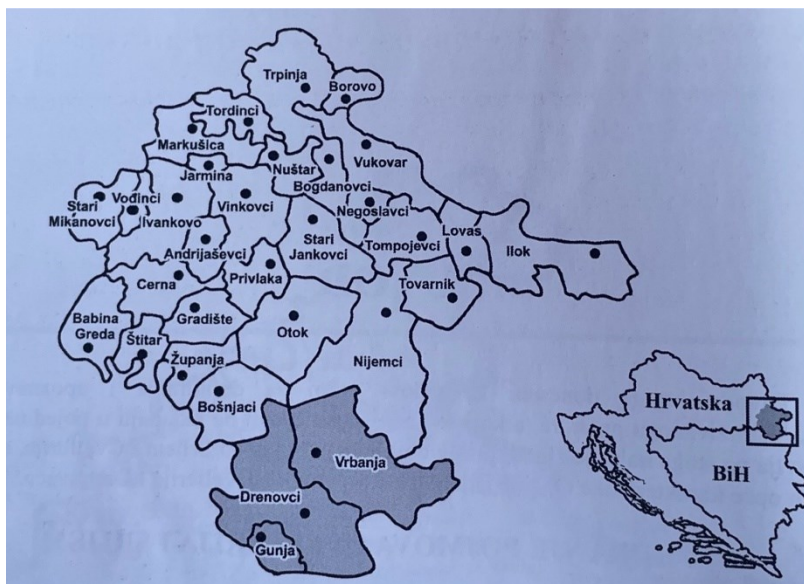 Trpinja
Borovo
Tordinci
Markušica
Vukovar
Nuštar
Jarmina
Bogdanovci
Stari
Mikanovci
Vođinci
Ivankovo
Vinkovci
Negoslavci
Stari
Jankovci
Lovas
Ilok
Tompojevci
Andrijaševci
Privlaka
Cerna
Tovarnik
Babina
Greda
Gradište
Otok
Štitar
Županja
Nijemci
Bošnjaci
Hrvatska
Vrbanja
BiH
Drenovci
Gunja